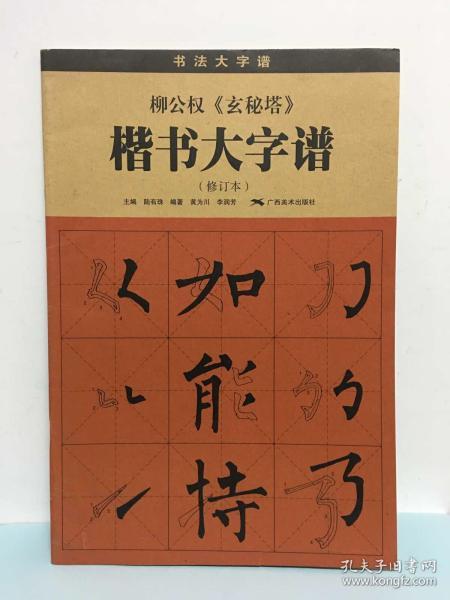 书法大字谱
柳公权《玄秘塔》
楷书大字谱
（修订本）
主编 陆有珠 编著 黄为川 李润芳 广西美术出版社
如
能
持
孔夫子旧书网
www.kongfz.com